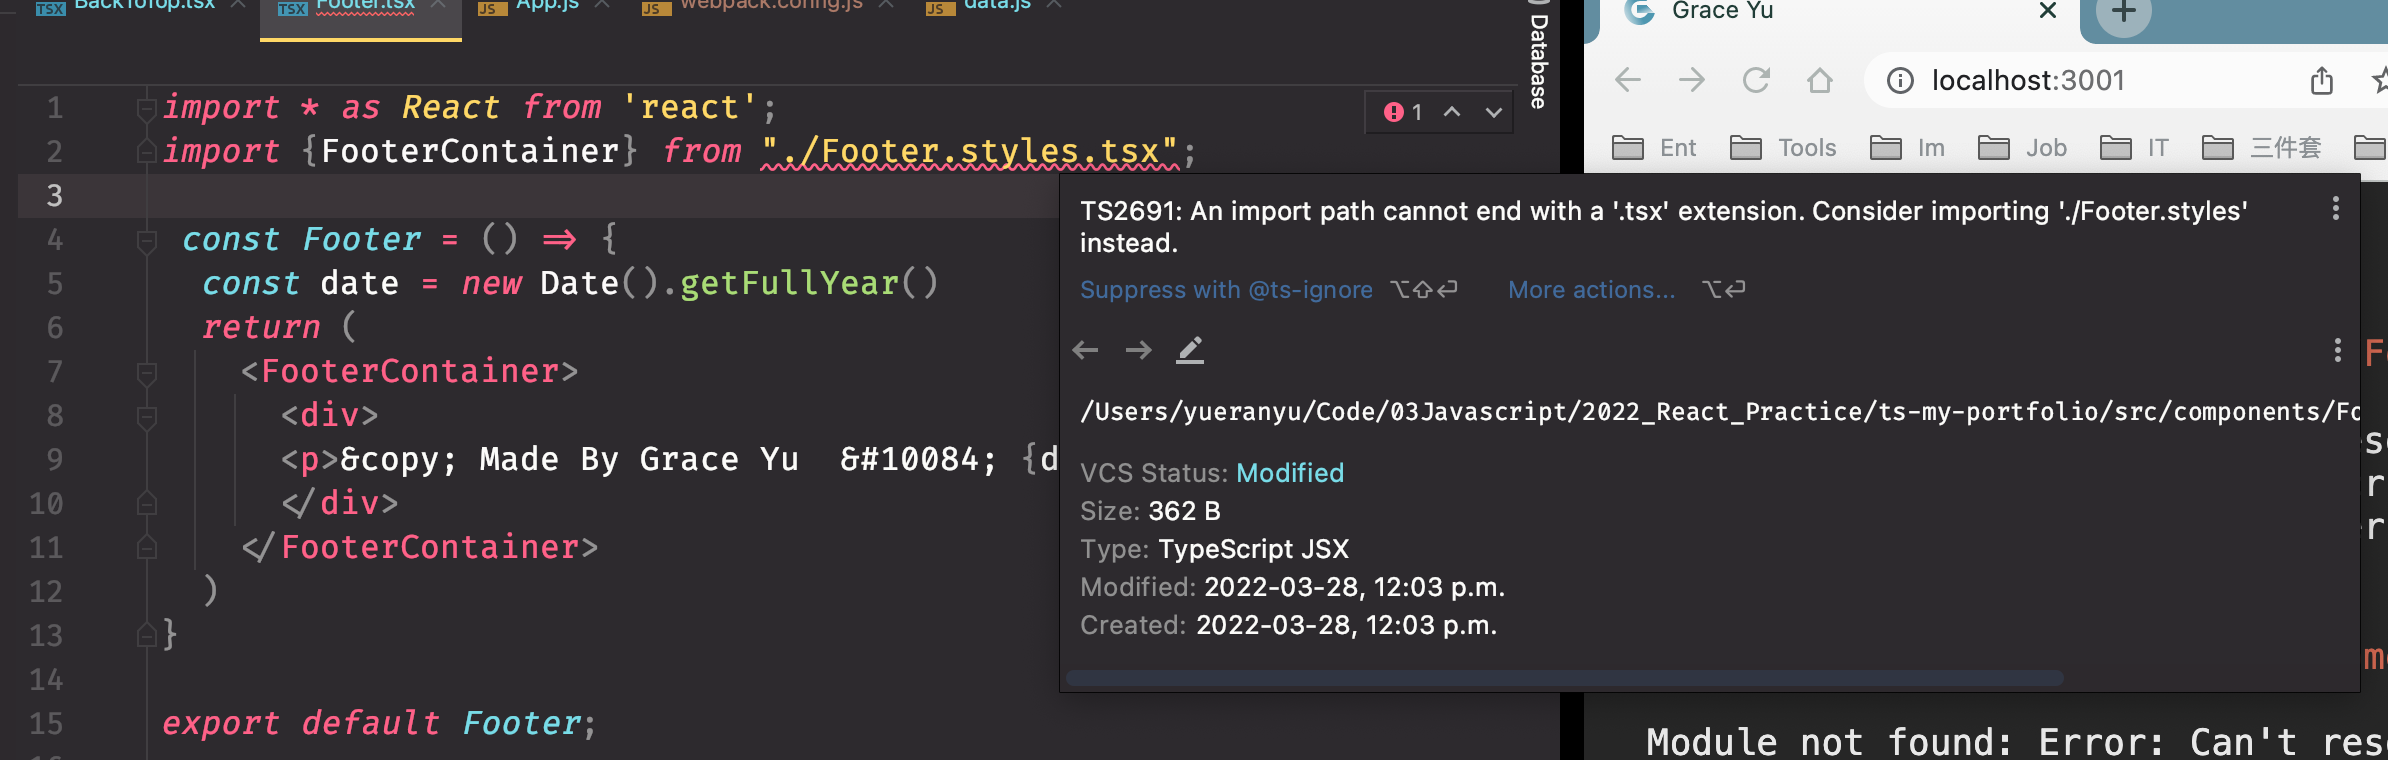 TSX BackToTop.tsx TSX Footer.tsx JS App.js JS webpack.config.js JS data.js
Database
1 import * as React from 'react';
2 import {FooterContainer} from "./Footer.styles.tsx";
3
4 const Footer = () => {
5 const date = new Date().getFullYear()
6 return (
7 <FooterContainer>
8 <div>
9 <p>&copy; Made By Grace Yu &#10084; {d
10 </div>
11 </FooterContainer>
12 )
13 }
14
15 export default Footer;
1
TS2691: An import path cannot end with a '.tsx' extension. Consider importing './Footer.styles'
instead.
Suppress with @ts-ignore ⌥⇧⏎ More actions... ⌥⏎
/Users/yueranyu/Code/03Javascript/2022_React_Practice/ts-my-portfolio/src/components/Fo
VCS Status: Modified
Size: 362 B
Type: TypeScript JSX
Modified: 2022-03-28, 12:03 p.m.
Created: 2022-03-28, 12:03 p.m.
Grace Yu
localhost:3001
Ent Tools Im Job IT 三件套
Module not found: Error: Can't res